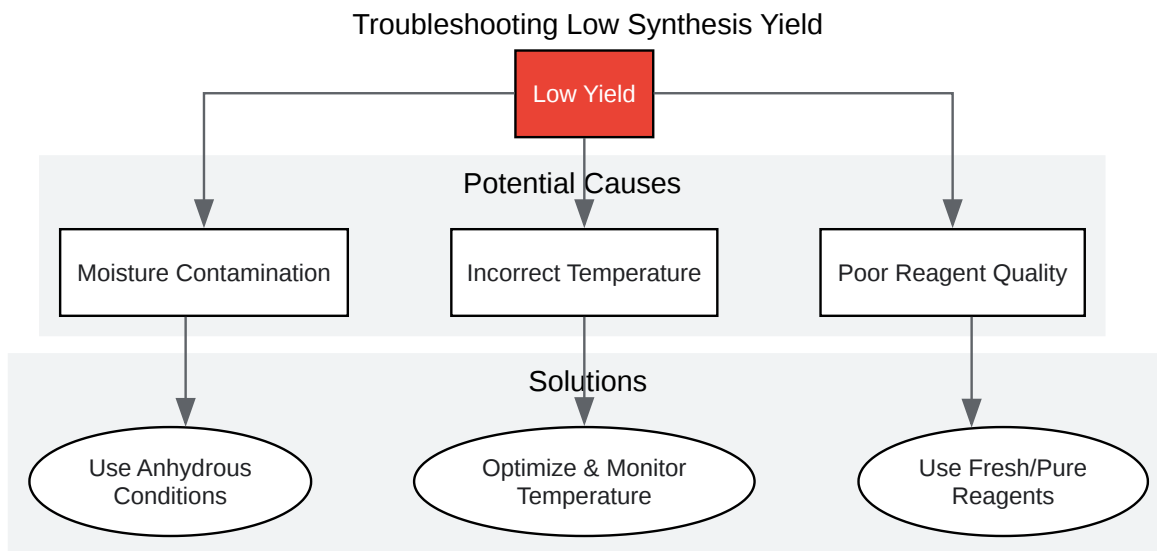 Troubleshooting Low Synthesis Yield
Low Yield
Potential Causes
Moisture Contamination
Incorrect Temperature
Poor Reagent Quality
Solutions
Use Anhydrous
Conditions
Optimize & Monitor
Temperature
Use Fresh/Pure
Reagents